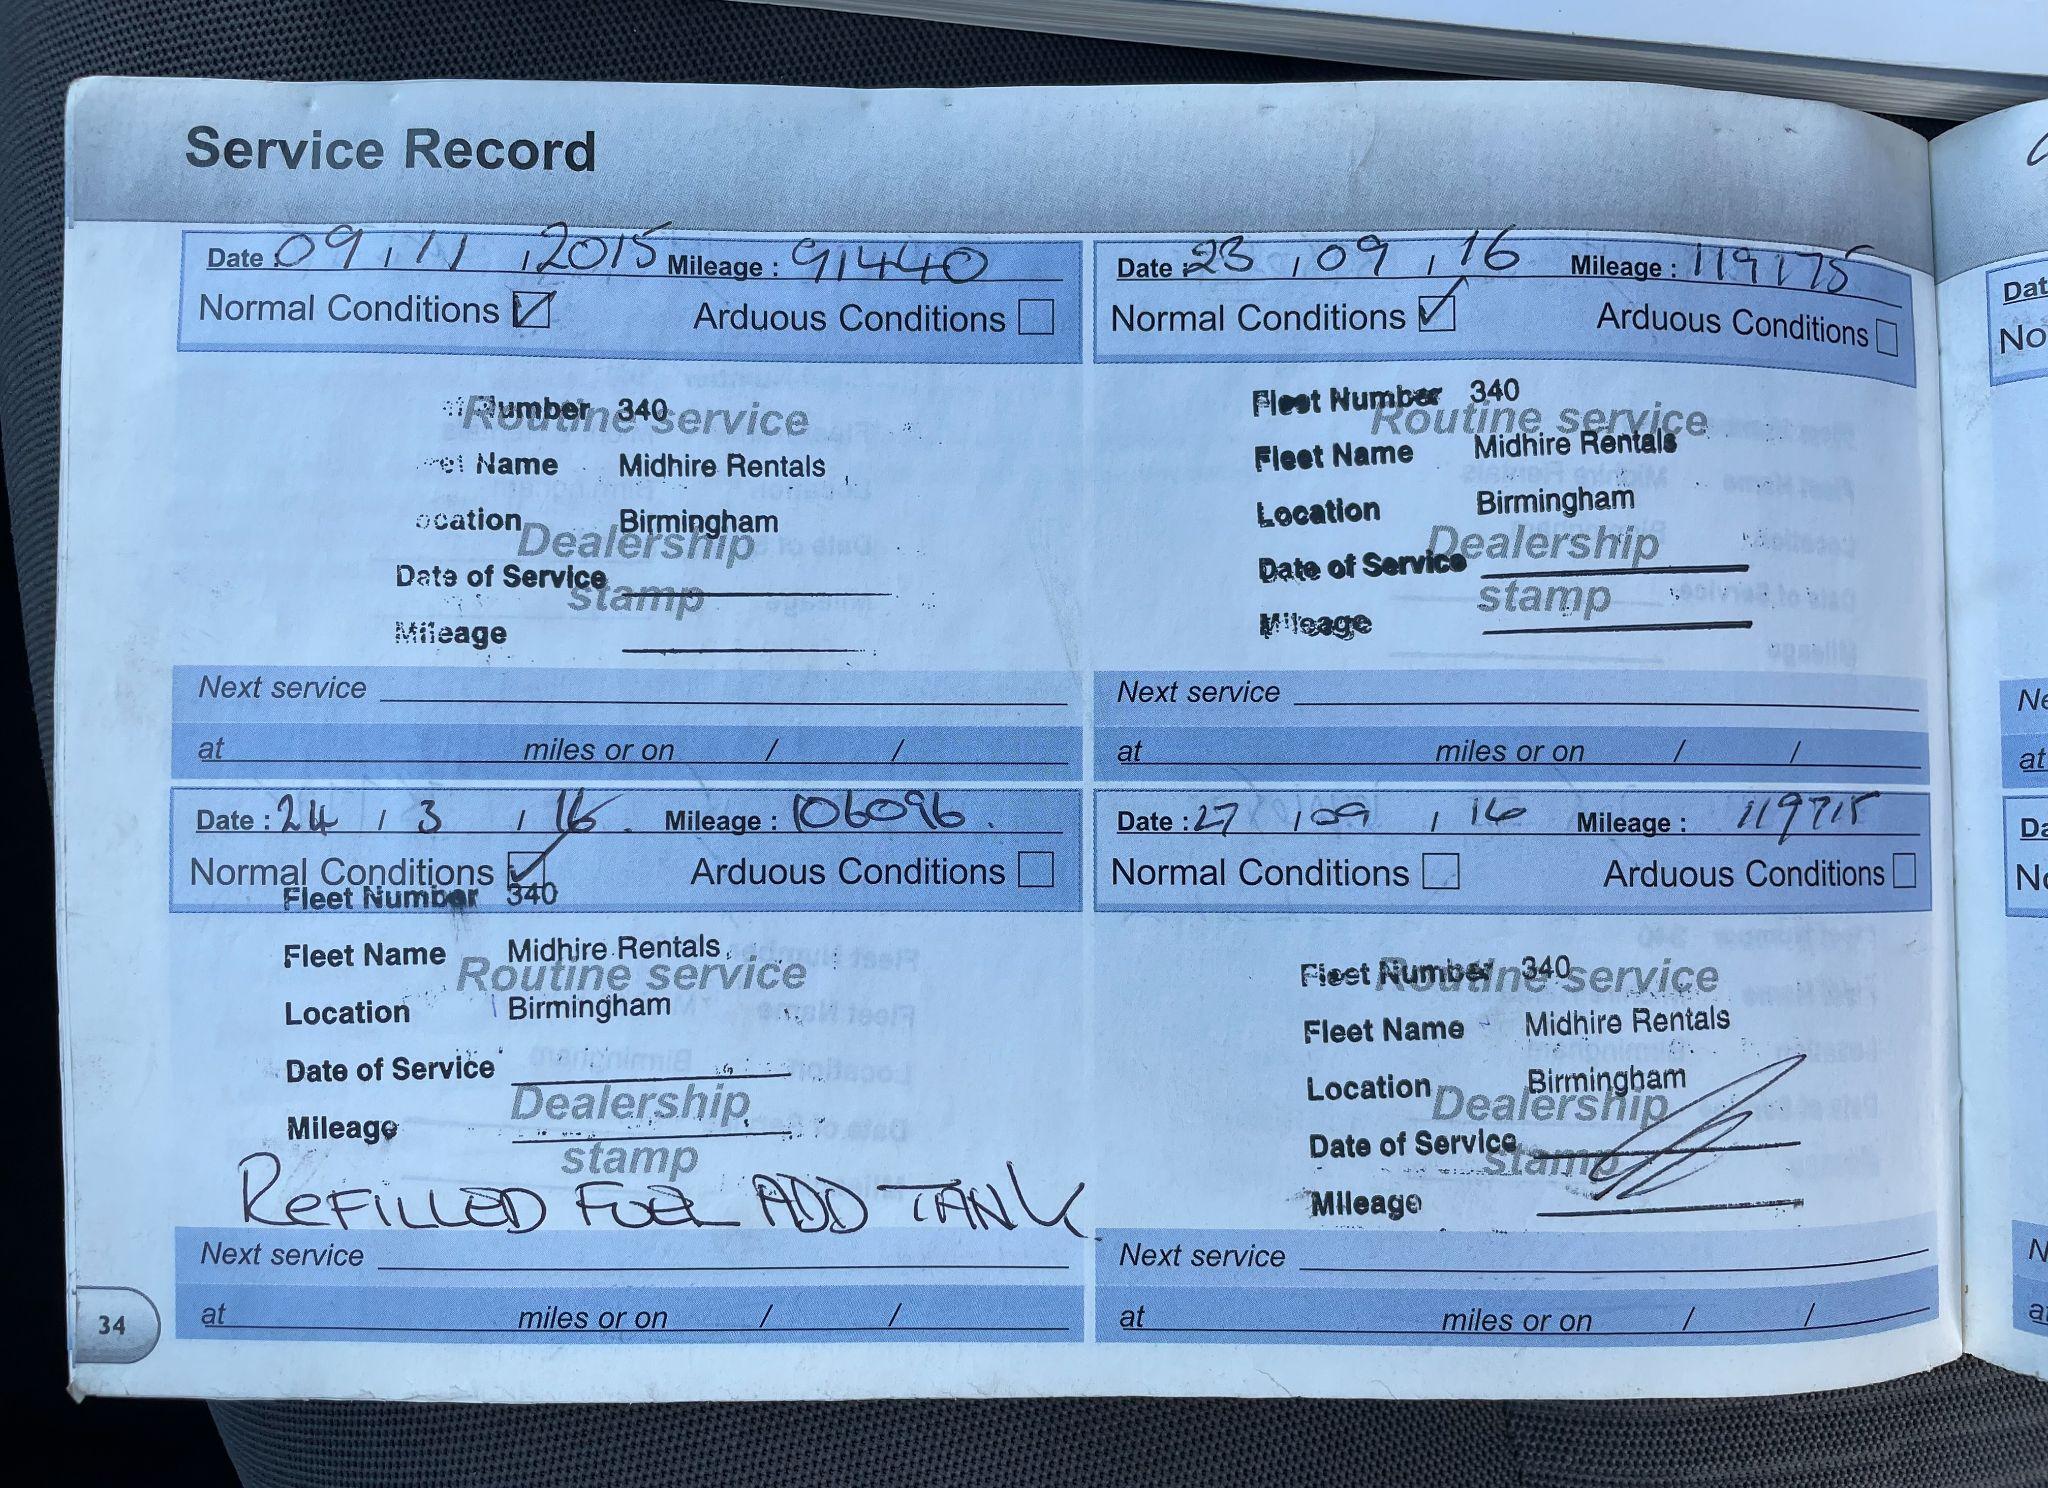 Service Record
Date : 09 / 11 / 2015 Mileage : 91440
Normal Conditions Arduous Conditions
Number 340
Routine service
Name Midhire Rentals
Location Birmingham
Dealership
Date of Service
stamp
Mileage
Next service
at miles or on / /
Date : 24 / 3 / 16 . Mileage : 106096.
Normal Conditions Arduous Conditions
Fleet Number 340
Fleet Name Midhire Rentals
Routine service
Location Birmingham
Date of Service
Dealership
Mileage
stamp
REFILLED FUEL ADD TANK
Next service
at miles or on / /
34
Date : 23 / 09 / 16 Mileage : 119175
Normal Conditions Arduous Conditions
Fleet Number 340
Routine service
Fleet Name Midhire Rentals
Location Birmingham
Dealership
Date of Service
stamp
Mileage
Next service
at miles or on / /
Date : 27 / 09 / 16 Mileage : 119715
Normal Conditions Arduous Conditions
Fleet Number 340
Routine service
Fleet Name Midhire Rentals
Location Birmingham
Dealership
Date of Service
stamp
Mileage
Next service
at miles or on / /